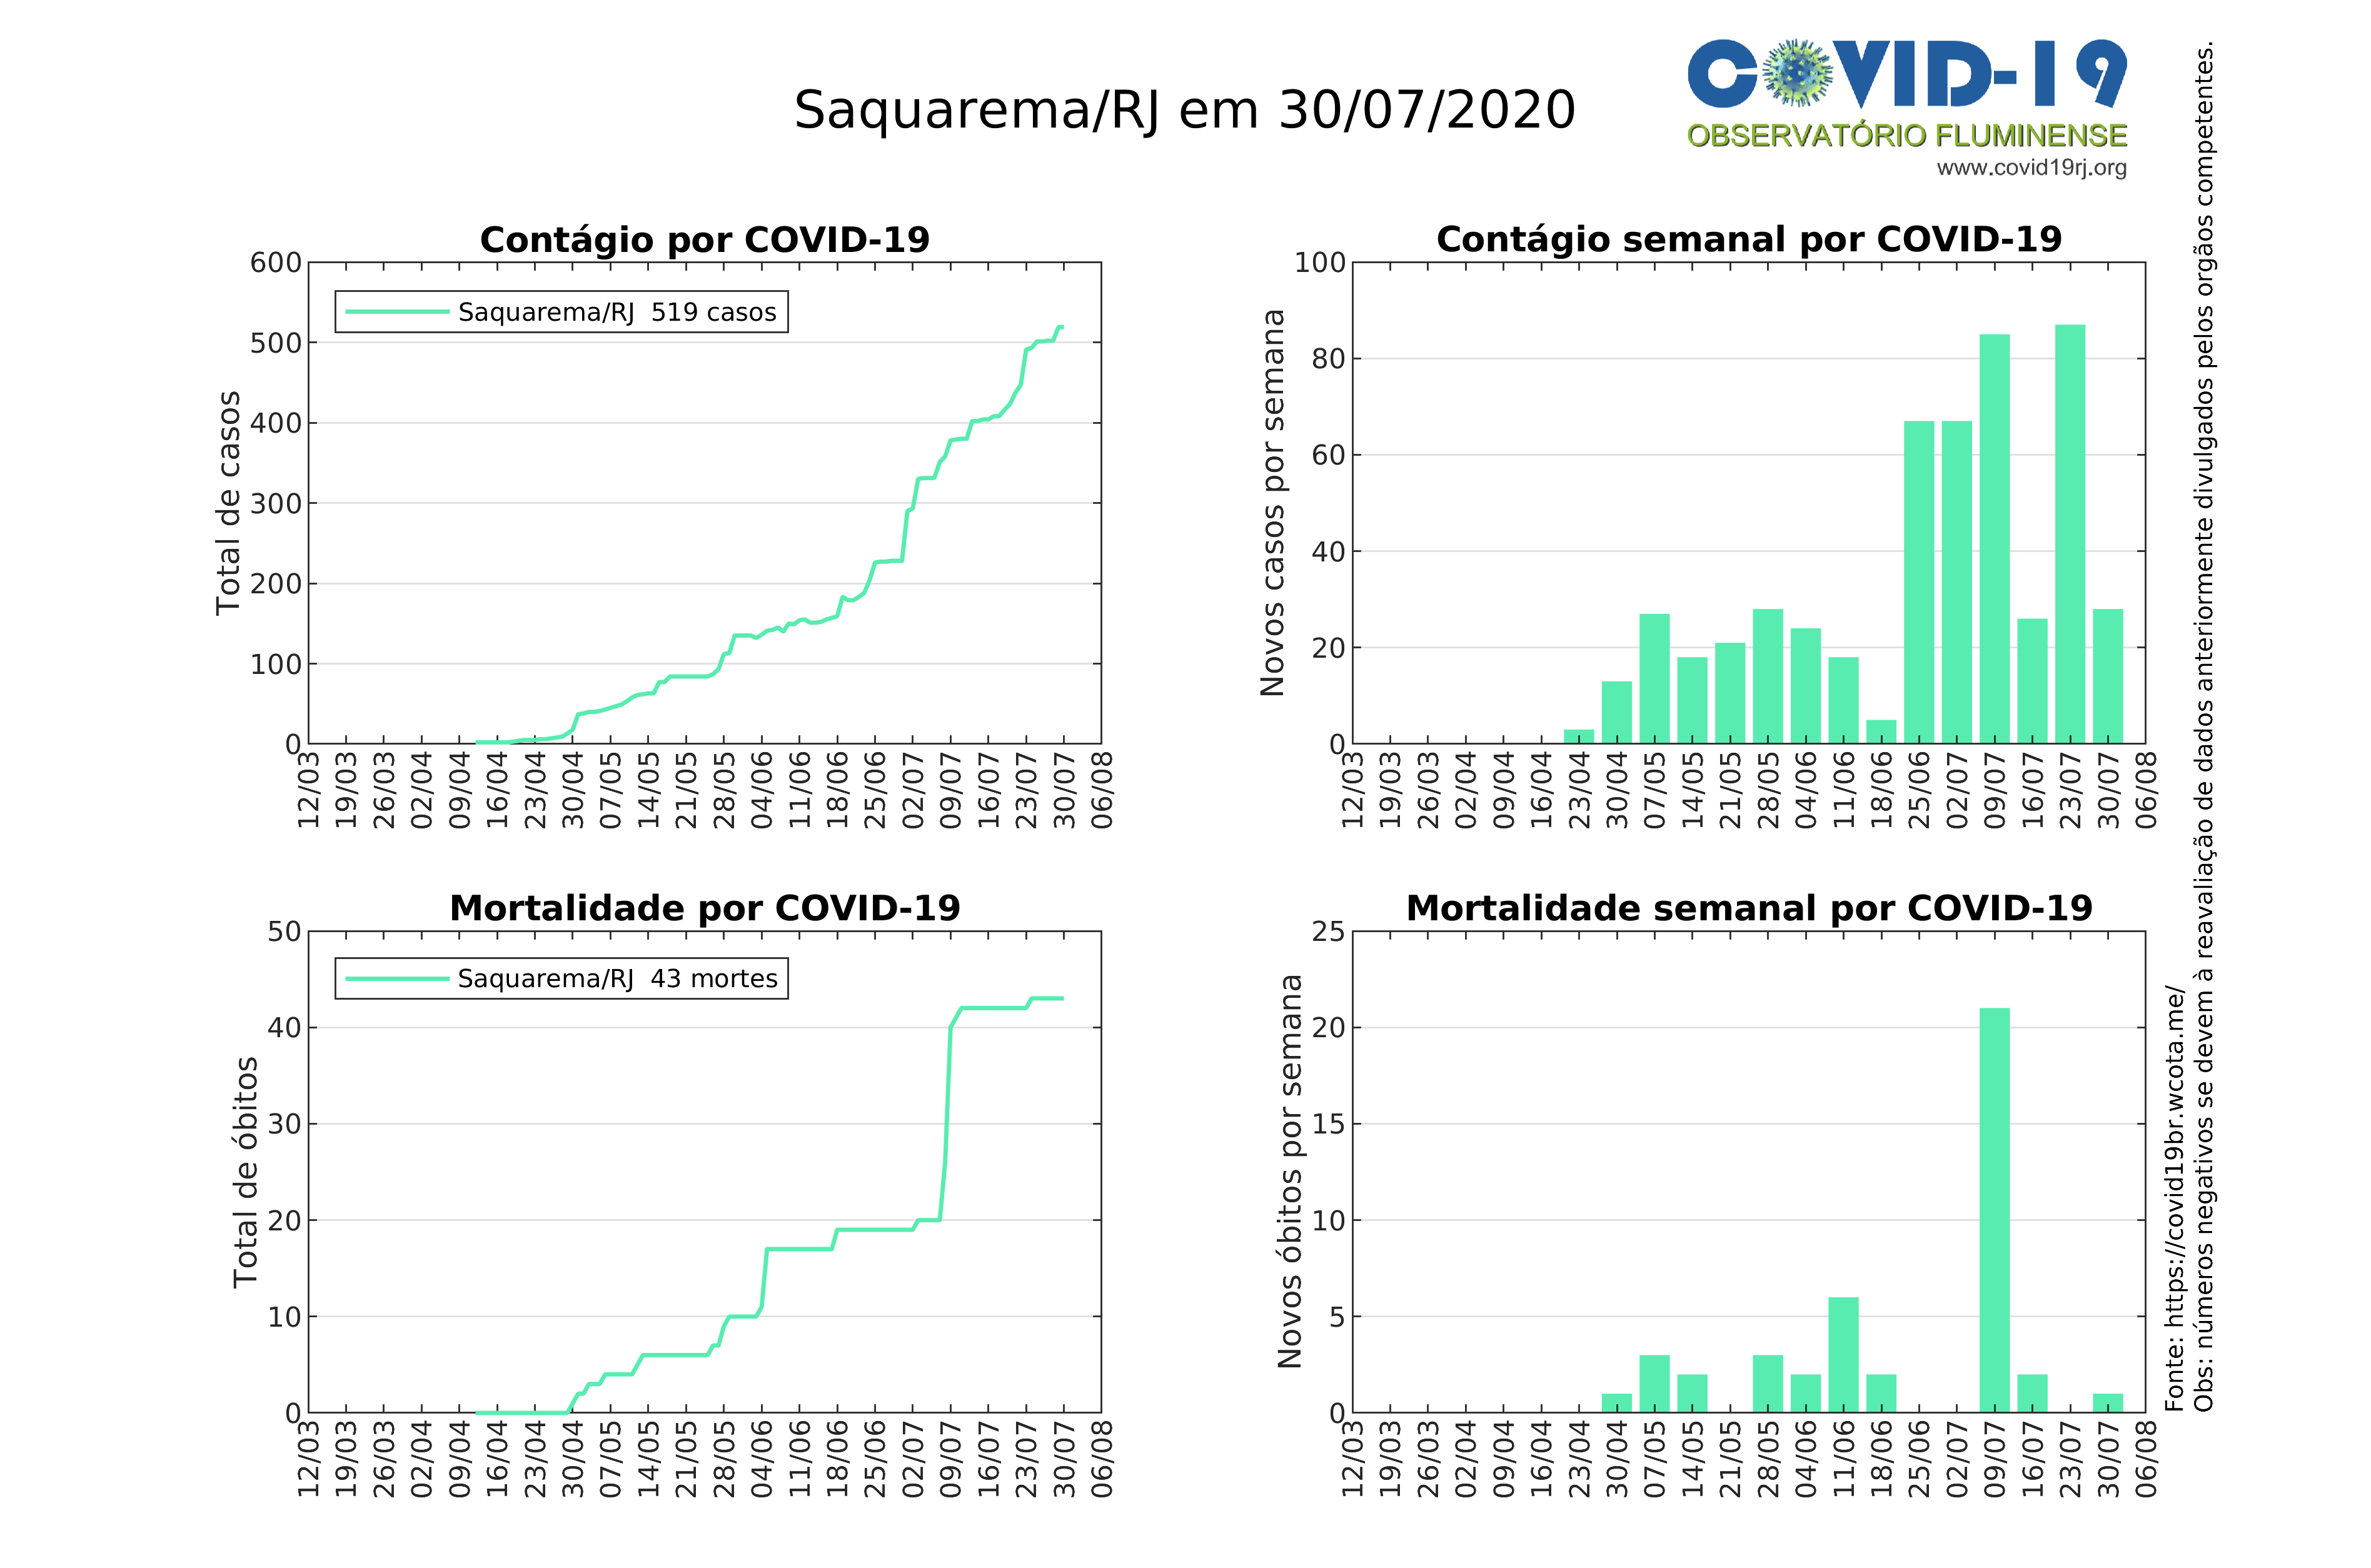 Saquarema/RJ em 30/07/2020
COVID-19
OBSERVATÓRIO FLUMINENSE
www.covid19rj.org
Contágio por COVID-19
Total de casos
600
500
400
300
200
100
0
Saquarema/RJ 519 casos
12/03 19/03 26/03 02/04 09/04 16/04 23/04 30/04 07/05 14/05 21/05 28/05 04/06 11/06 18/06 25/06 02/07 09/07 16/07 23/07 30/07 06/08
Contágio semanal por COVID-19
Novos casos por semana
100
80
60
40
20
0
12/03 19/03 26/03 02/04 09/04 16/04 23/04 30/04 07/05 14/05 21/05 28/05 04/06 11/06 18/06 25/06 02/07 09/07 16/07 23/07 30/07 06/08
Mortalidade por COVID-19
Total de óbitos
50
40
30
20
10
0
Saquarema/RJ 43 mortes
12/03 19/03 26/03 02/04 09/04 16/04 23/04 30/04 07/05 14/05 21/05 28/05 04/06 11/06 18/06 25/06 02/07 09/07 16/07 23/07 30/07 06/08
Mortalidade semanal por COVID-19
Novos óbitos por semana
25
20
15
10
5
0
12/03 19/03 26/03 02/04 09/04 16/04 23/04 30/04 07/05 14/05 21/05 28/05 04/06 11/06 18/06 25/06 02/07 09/07 16/07 23/07 30/07 06/08
Fonte: https://covid19br.wcota.me/
Obs: números negativos se devem à reavaliação de dados anteriormente divulgados pelos orgãos competentes.